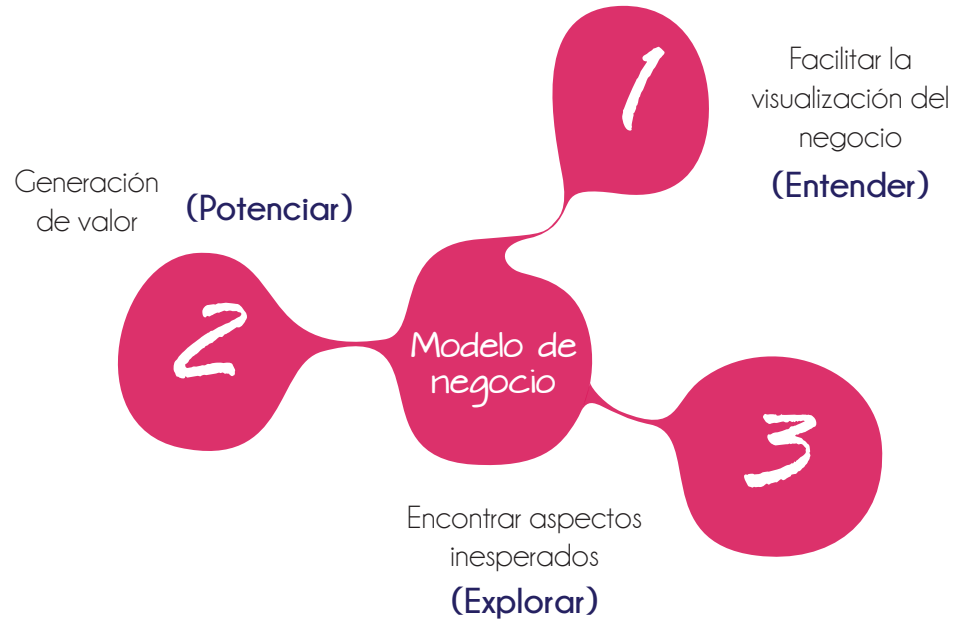 1
Facilitar la
visualización del
negocio
(Entender)
Generación
de valor
(Potenciar)
2
Modelo de
negocio
3
Encontrar aspectos
inesperados
(Explorar)